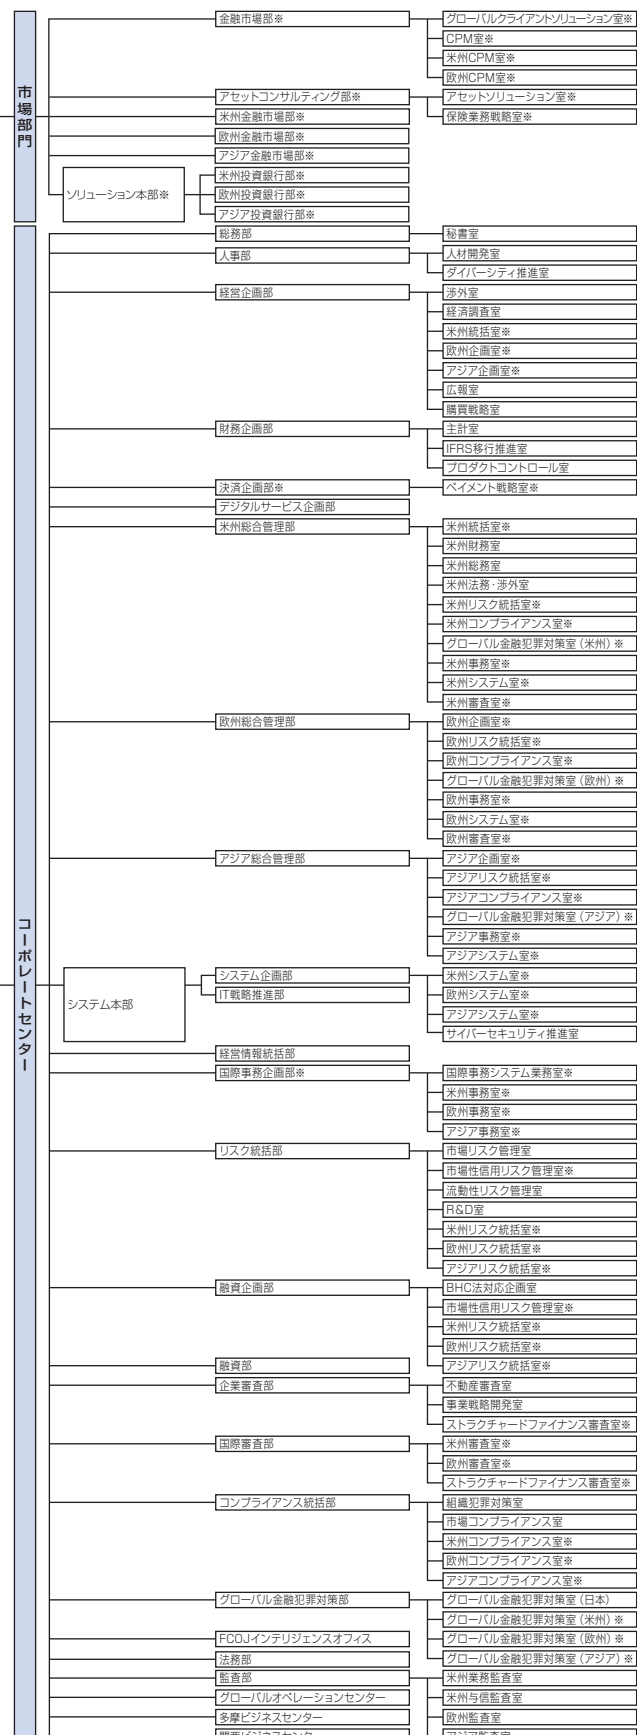 市場部門
金融市場部※
グローバルクライアントソリューション室※
CPM室※
米州CPM室※
欧州CPM室※
アセットコンサルティング部※
アセットソリューション室※
米州金融市場部※
保険業務戦略室※
欧州金融市場部※
アジア金融市場部※
ソリューション本部※
米州投資銀行部※
欧州投資銀行部※
アジア投資銀行部※
コーポレートセンター
総務部
秘書室
人事部
人材開発室
ダイバーシティ推進室
経営企画部
渉外室
経済調査室
米州統括室※
欧州企画室※
アジア企画室※
広報室
購買戦略室
財務企画部
主計室
IFRS移行推進室
プロダクトコントロール室
決済企画部※
ペイメント戦略室※
デジタルサービス企画部
米州総合管理部
米州統括室※
米州財務室
米州総務室
米州法務・渉外室
米州リスク統括室※
米州コンプライアンス室※
グローバル金融犯罪対策室(米州)※
米州事務室※
米州システム室※
米州審査室※
欧州総合管理部
欧州企画室※
欧州リスク統括室※
欧州コンプライアンス室※
グローバル金融犯罪対策室(欧州)※
欧州事務室※
欧州システム室※
欧州審査室※
アジア総合管理部
アジア企画室※
アジアリスク統括室※
アジアコンプライアンス室※
グローバル金融犯罪対策室(アジア)※
アジア事務室※
アジアシステム室※
システム本部
システム企画部
米州システム室※
IT戦略推進部
欧州システム室※
アジアシステム室※
サイバーセキュリティ推進室
経営情報統括部
国際事務企画部※
国際事務システム業務室※
米州事務室※
欧州事務室※
アジア事務室※
リスク統括部
市場リスク管理室
市場性信用リスク管理室※
流動性リスク管理室
R&D室
米州リスク統括室※
欧州リスク統括室※
アジアリスク統括室※
融資企画部
BHC法対応企画室
市場性信用リスク管理室※
米州リスク統括室※
欧州リスク統括室※
融資部
アジアリスク統括室※
企業審査部
不動産審査室
事業戦略開発室
ストラクチャードファイナンス審査室※
国際審査部
米州審査室※
欧州審査室※
ストラクチャードファイナンス審査室※
コンプライアンス統括部
組織犯罪対策室
市場コンプライアンス室
米州コンプライアンス室※
欧州コンプライアンス室※
アジアコンプライアンス室※
グローバル金融犯罪対策部
グローバル金融犯罪対策室(日本)
グローバル金融犯罪対策室(米州)※
FCOJインテリジェンスオフィス
グローバル金融犯罪対策室(欧州)※
法務部
グローバル金融犯罪対策室(アジア)※
監査部
米州業務監査室
グローバルオペレーションセンター
米州与信監査室
多摩ビジネスセンター
欧州監査室